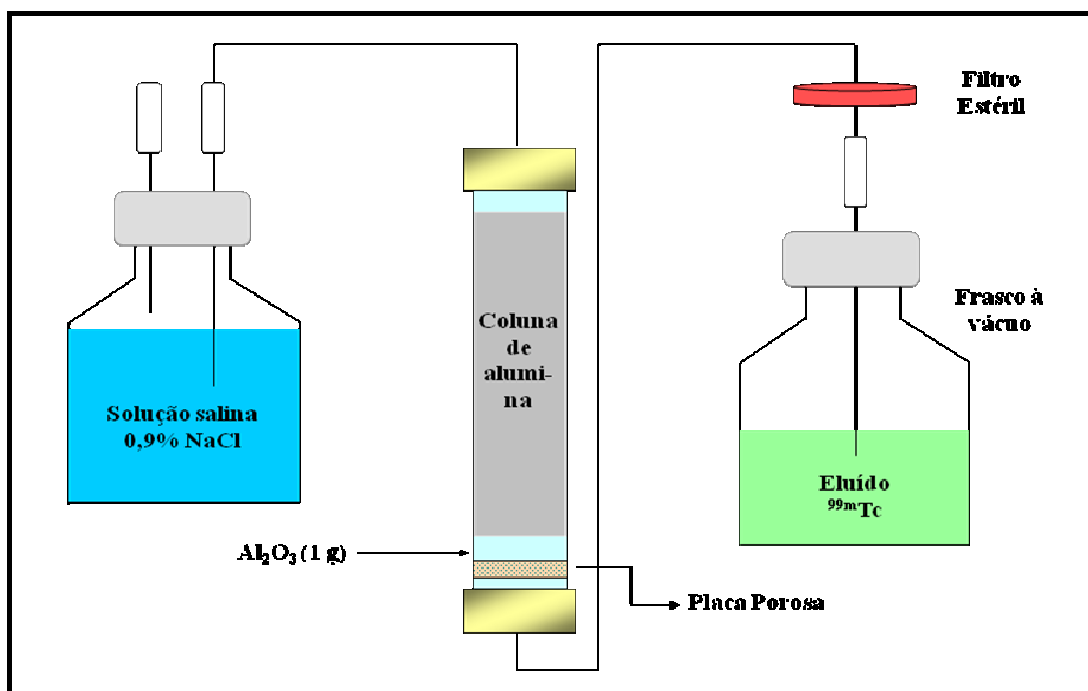 Filtro
Estéril
Coluna
de
alumi-
na
Frasco à
vácuo
Solução salina
0,9% NaCl
Eluído
⁹⁹ᵐTc
Al₂O₃ (1 g)
Placa Porosa